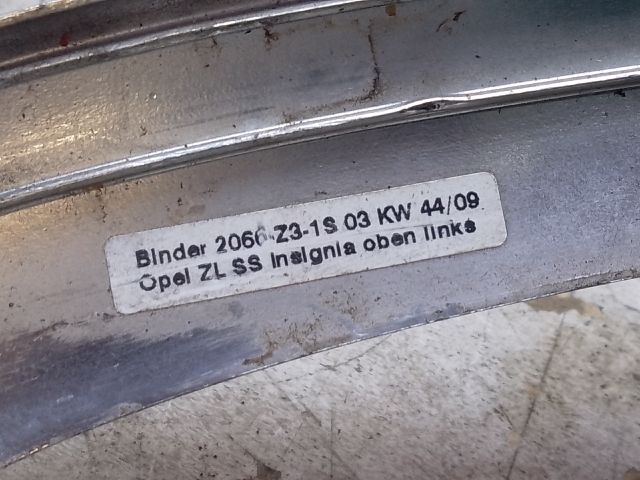 Binder 2066-Z3-1S 03 KW 44/09
Opel ZL SS Insignia oben links